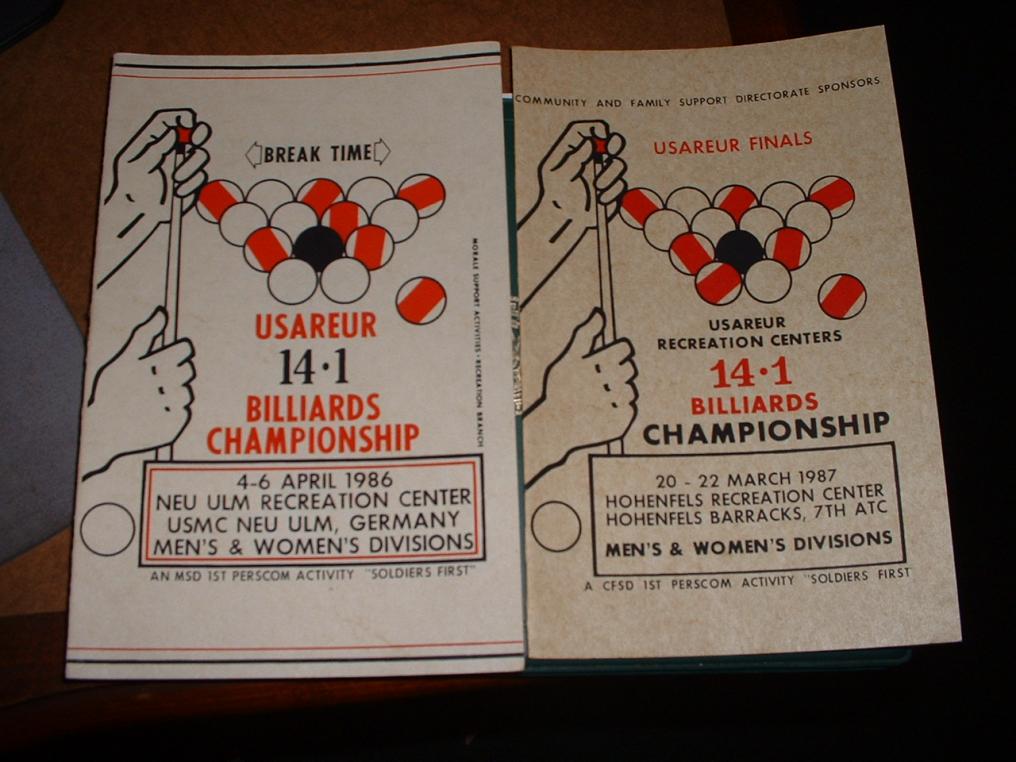 BREAK TIME
USAREUR
14·1
BILLIARDS
CHAMPIONSHIP
MORALE SUPPORT ACTIVITIES · RECREATION BRANCH
4-6 APRIL 1986
NEU ULM RECREATION CENTER
USMC NEU ULM, GERMANY
MEN'S & WOMEN'S DIVISIONS
AN MSD 1ST PERSCOM ACTIVITY "SOLDIERS FIRST"
COMMUNITY AND FAMILY SUPPORT DIRECTORATE SPONSORS
USAREUR FINALS
USAREUR
RECREATION CENTERS
14·1
BILLIARDS
CHAMPIONSHIP
20 - 22 MARCH 1987
HOHENFELS RECREATION CENTER
HOHENFELS BARRACKS, 7TH ATC
MEN'S & WOMEN'S DIVISIONS
A CFSD 1ST PERSCOM ACTIVITY "SOLDIERS FIRST"